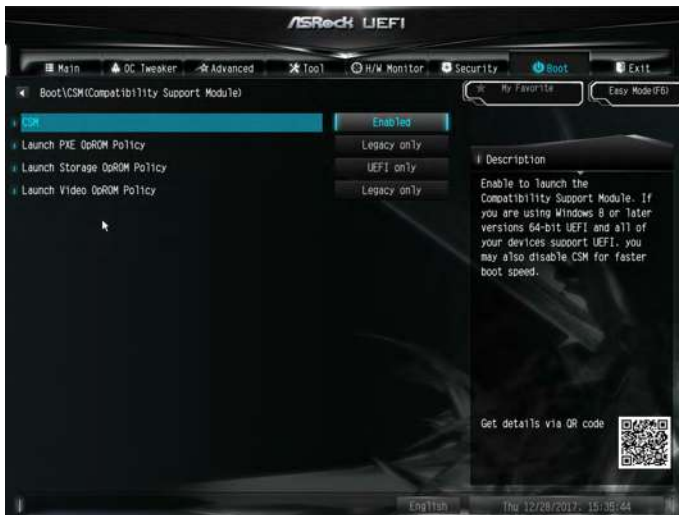 ASRock UEFI
Main
OC Tweaker
Advanced
Tool
H/W Monitor
Security
Boot
Exit
Boot\CSM(Compatibility Support Module)
My Favorite
Easy Mode(F6)
CSM
Enabled
Launch PXE OpROM Policy
Legacy only
Launch Storage OpROM Policy
UEFI only
Launch Video OpROM Policy
Legacy only
Description
Enable to launch the
Compatibility Support Module. If
you are using Windows 8 or later
versions 64-bit UEFI and all of
your devices support UEFI, you
may also disable CSM for faster
boot speed.
Get details via QR code
English
Thu 12/28/2017, 15:35:44